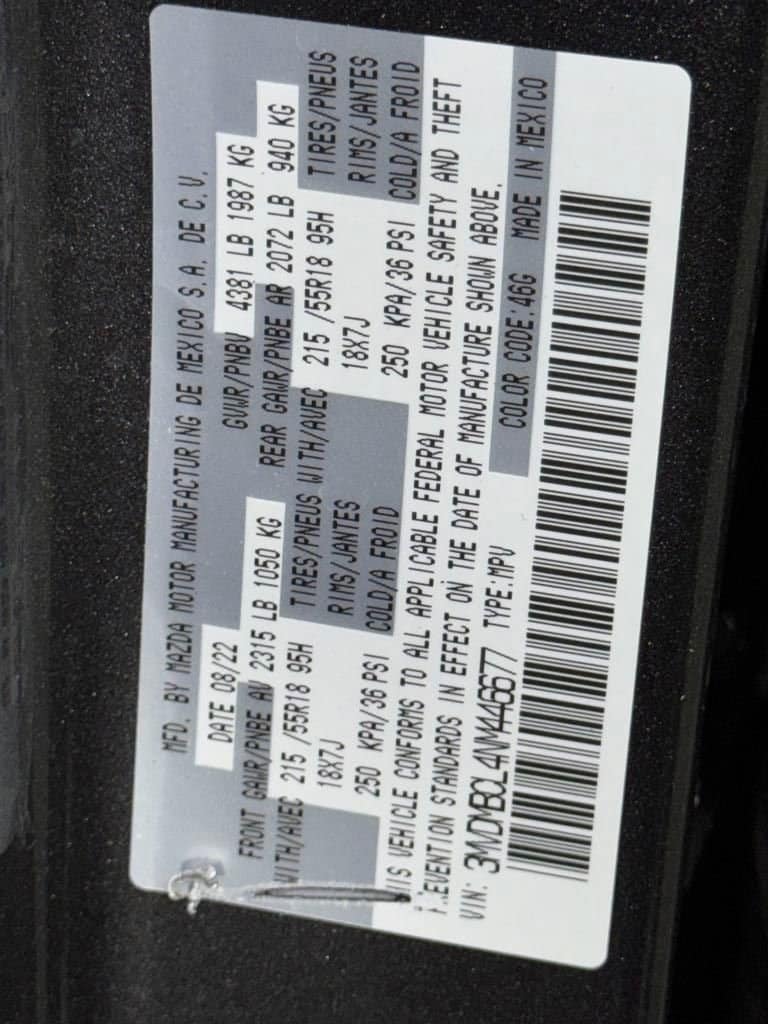 MFD. BY MAZDA MOTOR MANUFACTURING DE MEXICO S.A. DE C.V.
DATE 08/22 GVWR/PNBV 4381 LB 1987 KG
FRONT GAWR/PNBE AV 2315 LB 1050 KG REAR GAWR/PNBE AR 2072 LB 940 KG
WITH/AVEC 215 /55R18 95H TIRES/PNEUS WITH/AVEC 215 /55R18 95H TIRES/PNEUS
18X7J RIMS/JANTES 18X7J RIMS/JANTES
250 KPA/36 PSI COLD/A FROID 250 KPA/36 PSI COLD/A FROID
VEHICLE CONFORMS TO ALL APPLICABLE FEDERAL MOTOR VEHICLE SAFETY AND THEFT
PREVENTION STANDARDS IN EFFECT ON THE DATE OF MANUFACTURE SHOWN ABOVE.
VIN: 3MVDMBCL4NM446677 TYPE:MPV COLOR CODE:46G MADE IN MEXICO